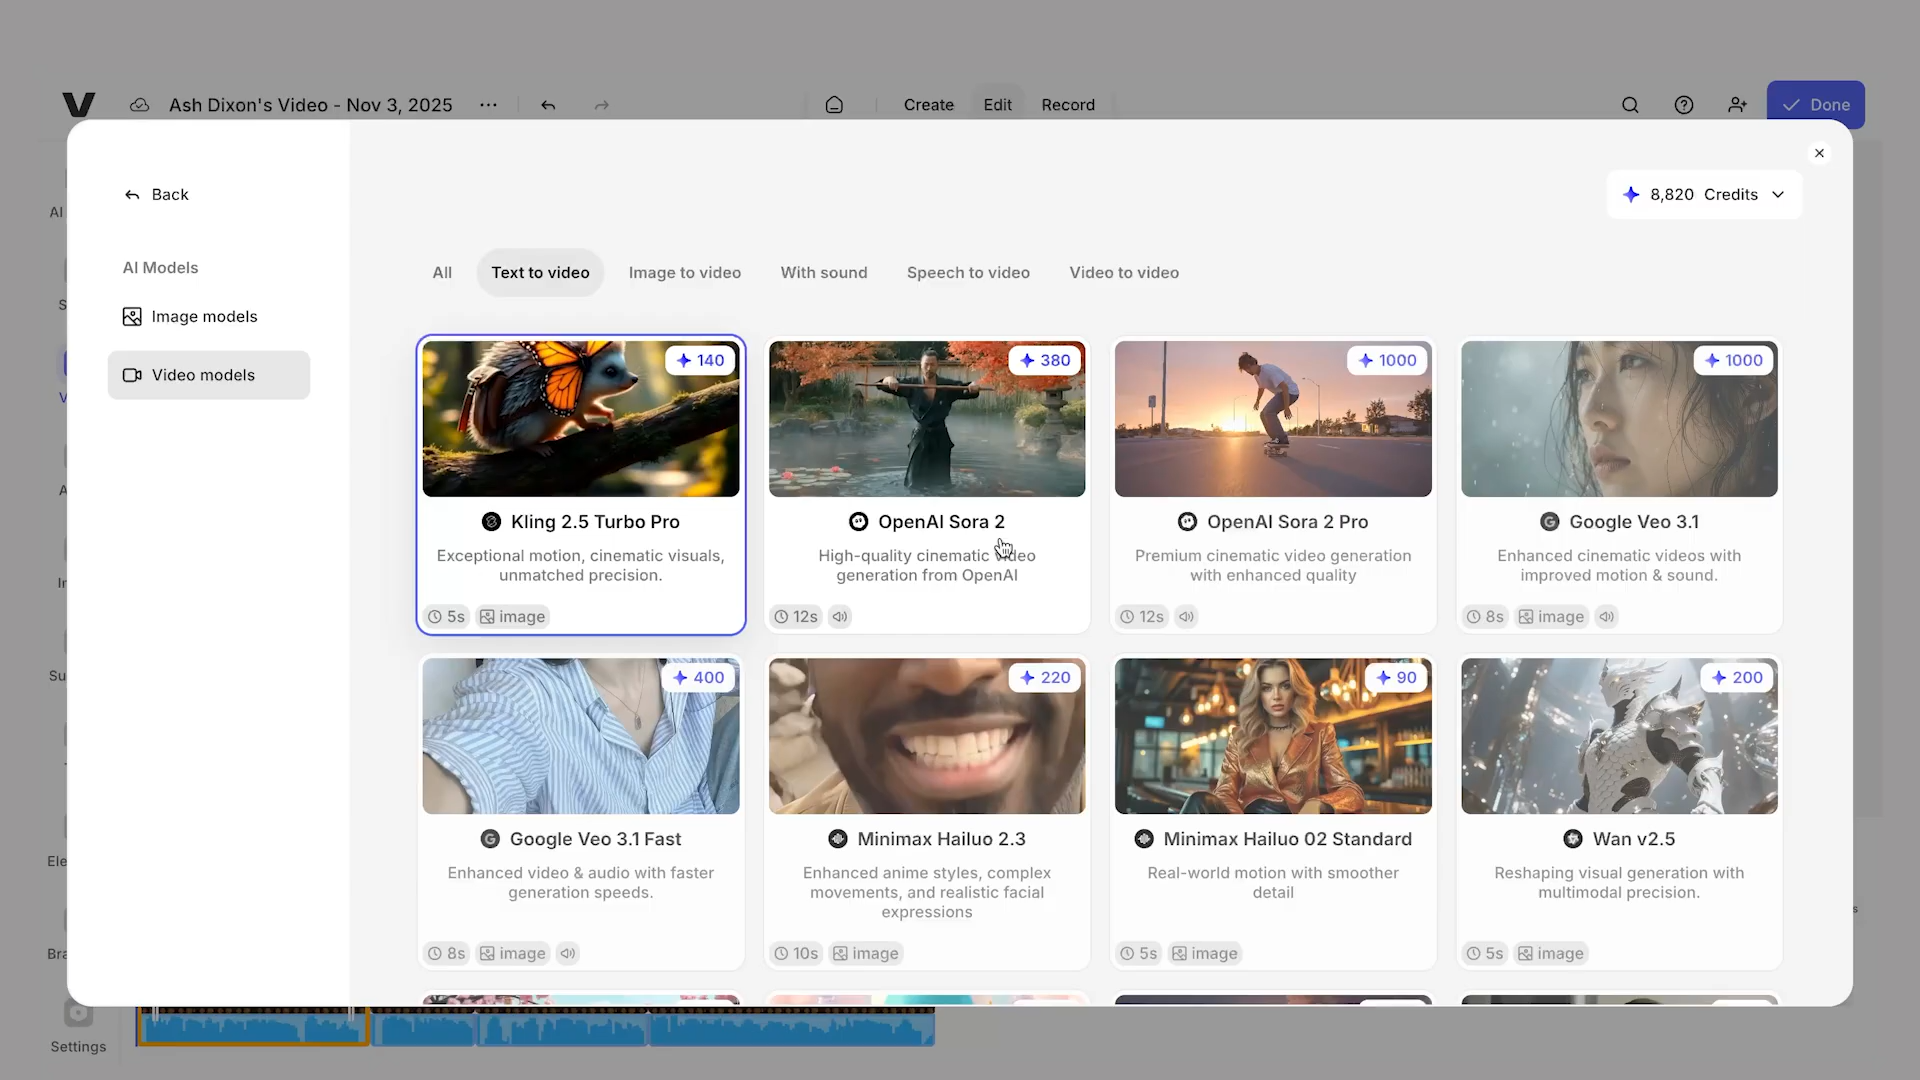 Ash Dixon's Video - Nov 3, 2025
Create
Edit
Record
Done
Back
8,820 Credits
AI Models
Image models
Video models
All
Text to video
Image to video
With sound
Speech to video
Video to video
140
Kling 2.5 Turbo Pro
Exceptional motion, cinematic visuals,
unmatched precision.
5s
image
380
OpenAI Sora 2
High-quality cinematic video
generation from OpenAI
12s
1000
OpenAI Sora 2 Pro
Premium cinematic video generation
with enhanced quality
12s
1000
Google Veo 3.1
Enhanced cinematic videos with
improved motion & sound.
8s
image
400
Google Veo 3.1 Fast
Enhanced video & audio with faster
generation speeds.
8s
image
220
Minimax Hailuo 2.3
Enhanced anime styles, complex
movements, and realistic facial
expressions
10s
image
90
Minimax Hailuo 02 Standard
Real-world motion with smoother
detail
5s
image
200
Wan v2.5
Reshaping visual generation with
multimodal precision.
5s
image
AI
Su
Ele
Bra
Settings